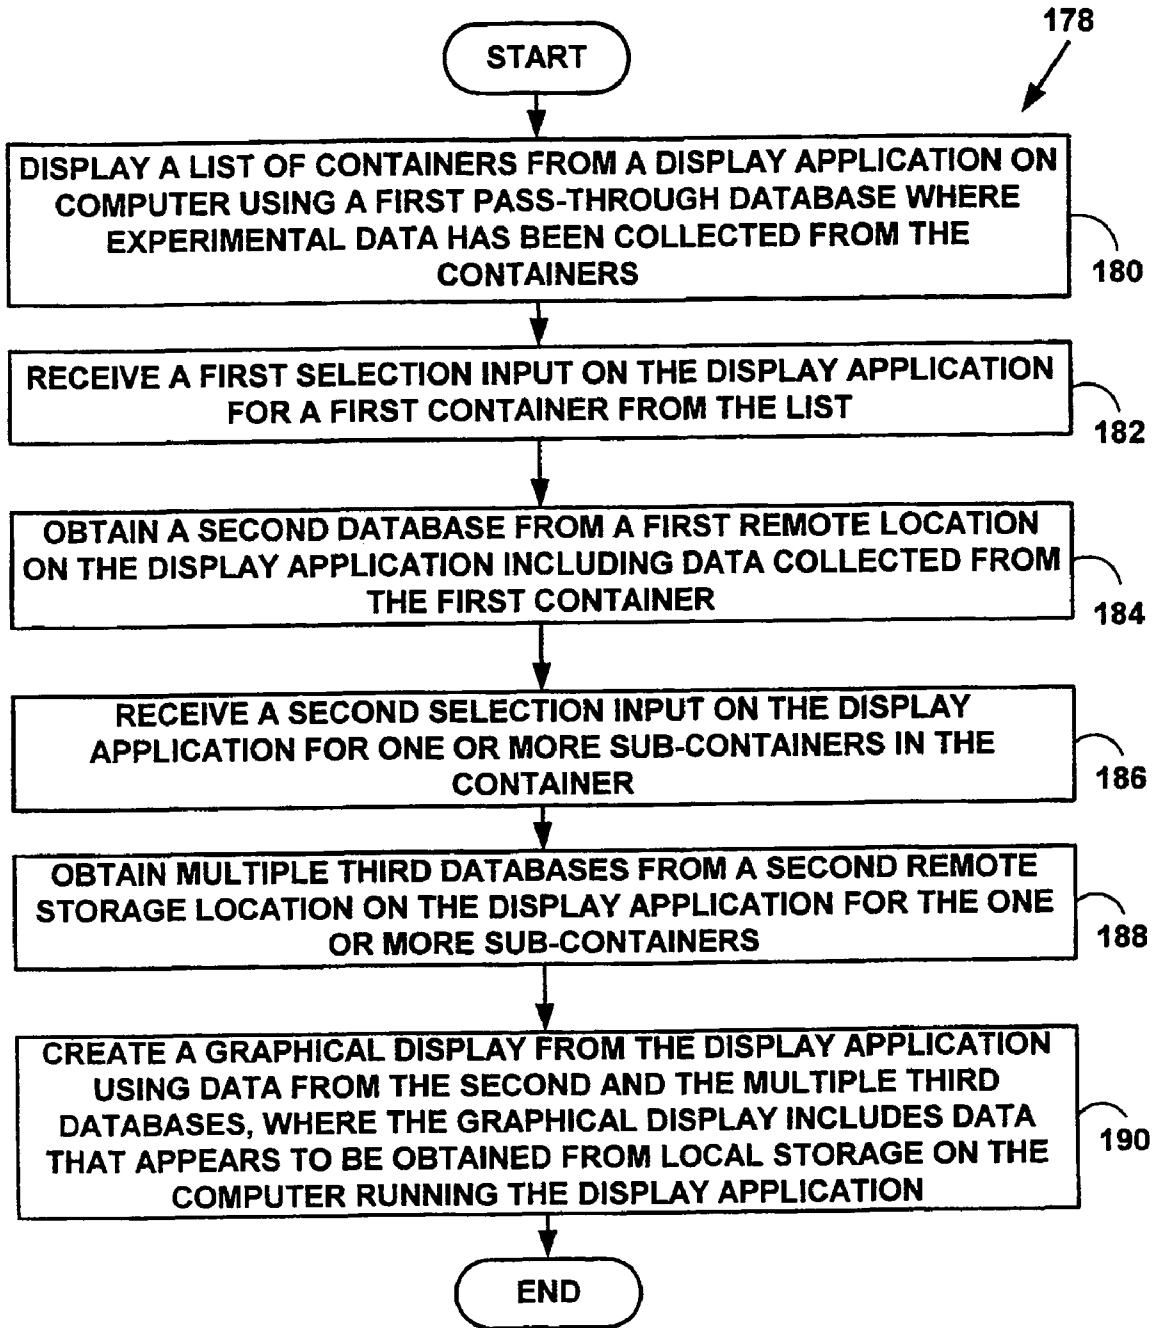 178
START
DISPLAY A LIST OF CONTAINERS FROM A DISPLAY APPLICATION ON
COMPUTER USING A FIRST PASS-THROUGH DATABASE WHERE
EXPERIMENTAL DATA HAS BEEN COLLECTED FROM THE
CONTAINERS
180
RECEIVE A FIRST SELECTION INPUT ON THE DISPLAY APPLICATION
FOR A FIRST CONTAINER FROM THE LIST
182
OBTAIN A SECOND DATABASE FROM A FIRST REMOTE LOCATION
ON THE DISPLAY APPLICATION INCLUDING DATA COLLECTED FROM
THE FIRST CONTAINER
184
RECEIVE A SECOND SELECTION INPUT ON THE DISPLAY
APPLICATION FOR ONE OR MORE SUB-CONTAINERS IN THE
CONTAINER
186
OBTAIN MULTIPLE THIRD DATABASES FROM A SECOND REMOTE
STORAGE LOCATION ON THE DISPLAY APPLICATION FOR THE ONE
OR MORE SUB-CONTAINERS
188
CREATE A GRAPHICAL DISPLAY FROM THE DISPLAY APPLICATION
USING DATA FROM THE SECOND AND THE MULTIPLE THIRD
DATABASES, WHERE THE GRAPHICAL DISPLAY INCLUDES DATA
THAT APPEARS TO BE OBTAINED FROM LOCAL STORAGE ON THE
COMPUTER RUNNING THE DISPLAY APPLICATION
190
END